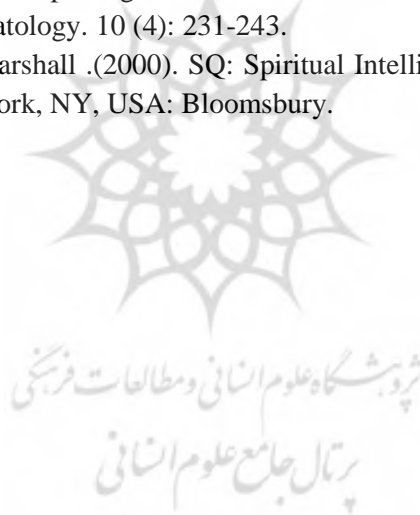 atology. 10 (4): 231-243.
arshall .(2000). SQ: Spiritual Intelli
ork, NY, USA: Bloomsbury.
پژوهشگاه علوم انسانی و مطالعات فرهنگی
پرتال جامع علوم انسانی